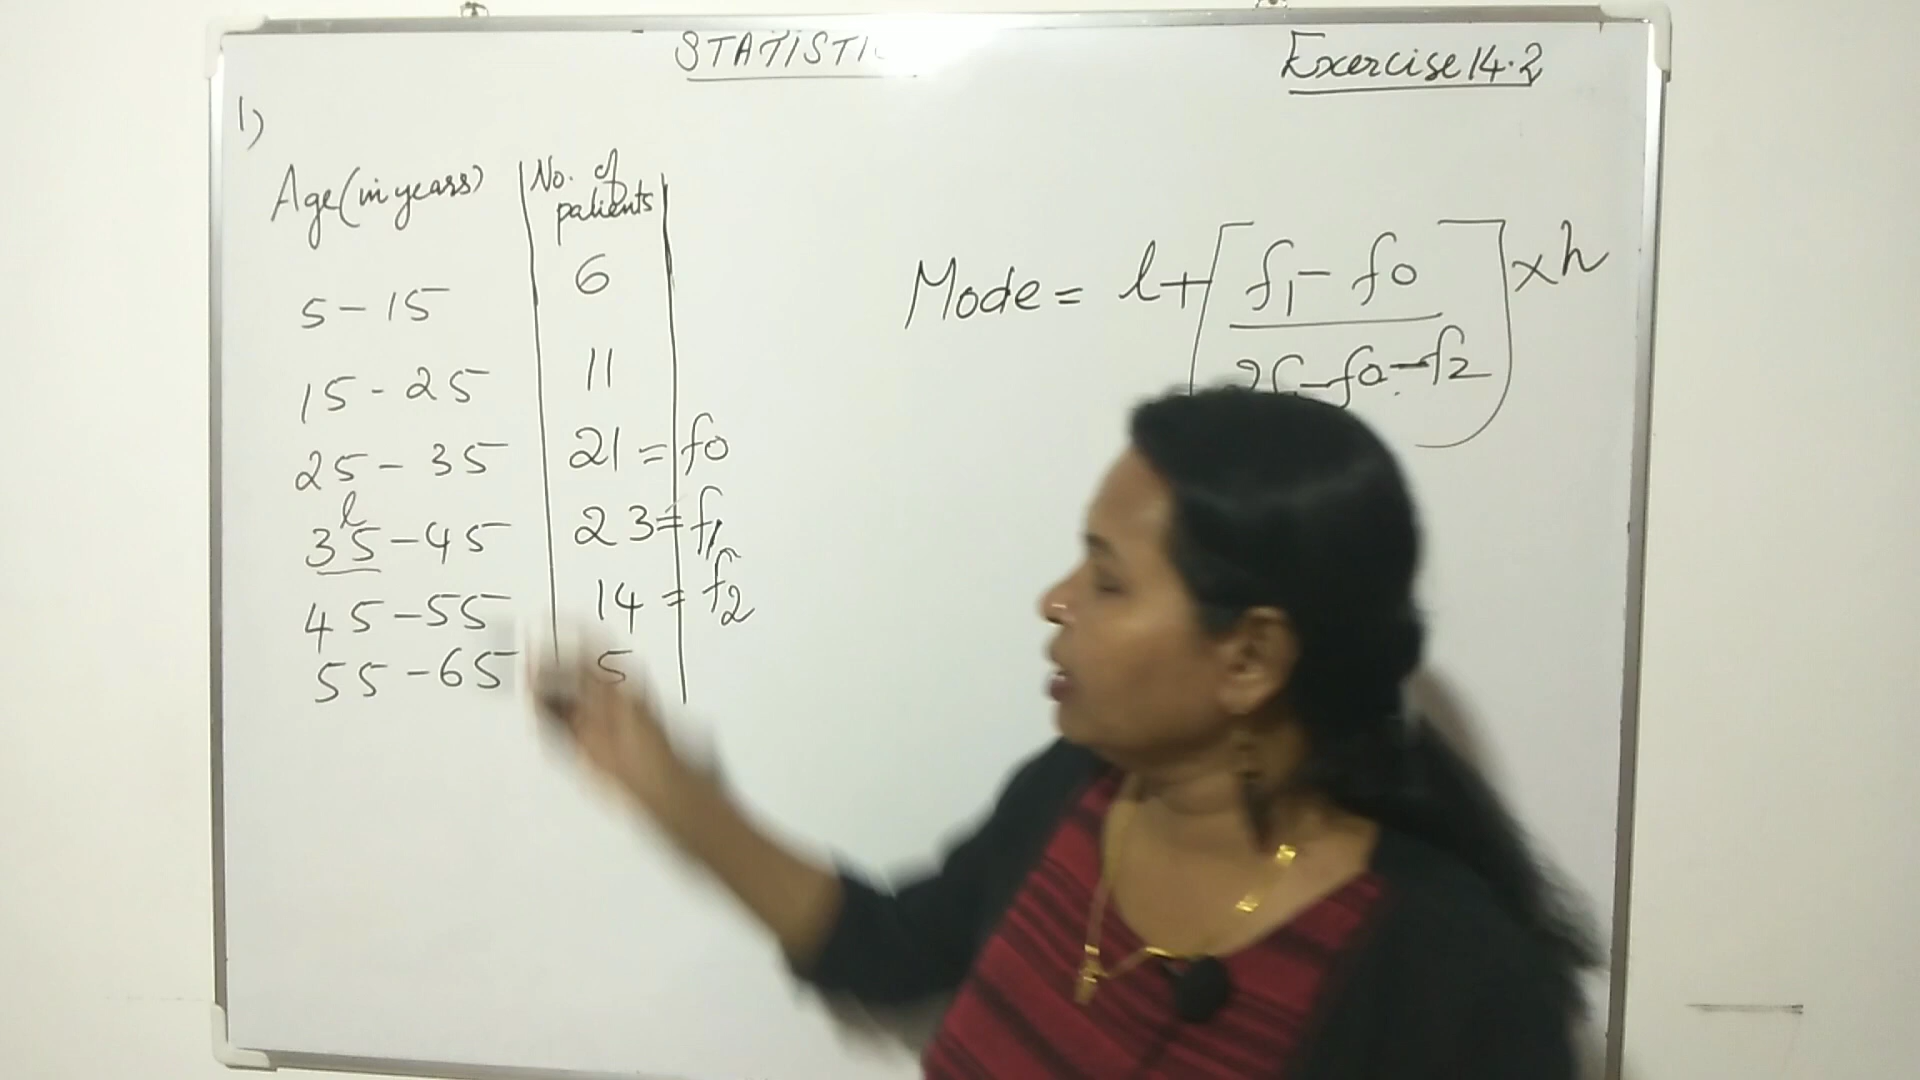 STATISTI
Exercise 14.2
1)
Age (in years) No. of patients
5 - 15 6
15 - 25 11
25 - 35 21 = f0
l
35 - 45 23 = f1
45 - 55 14 = f2
55 - 65 5
Mode = l + [ f1 - f0
- f0 - f2 ] × h